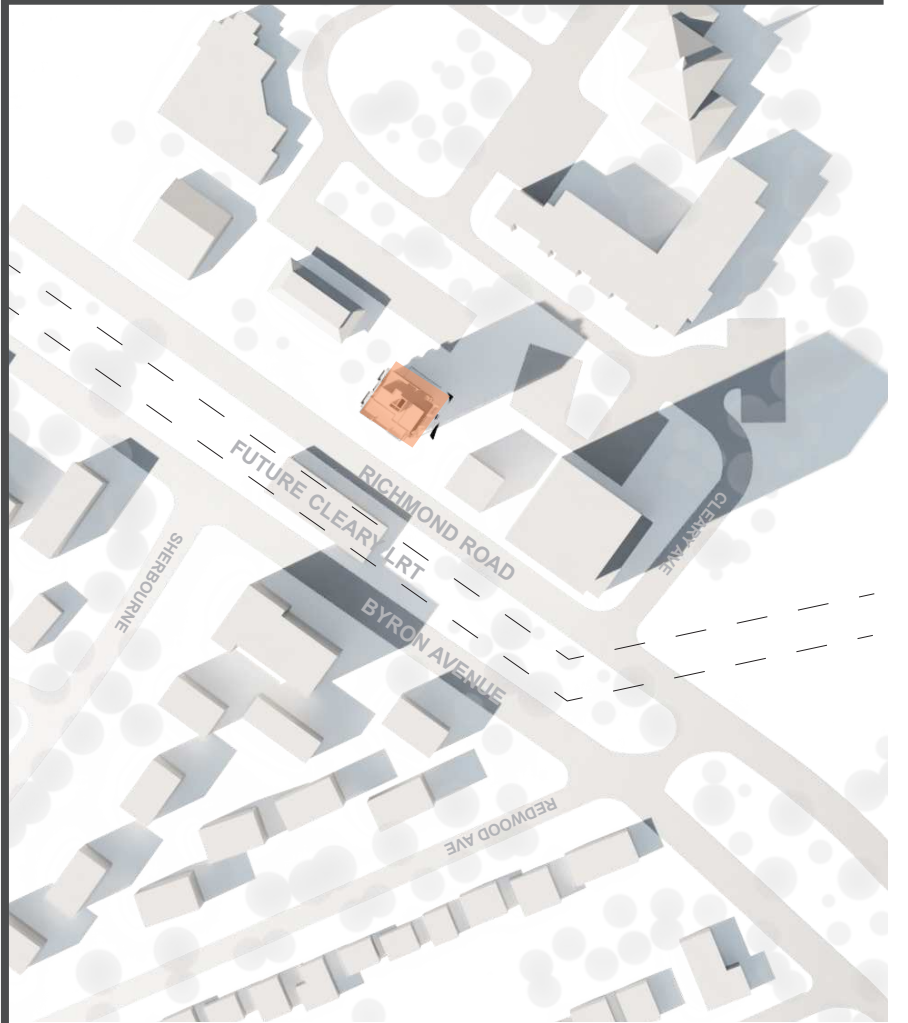 FUTURE CLEARY LRT
RICHMOND ROAD
CLEARY AVE
SHERBOURNE
BYRON AVENUE
REDWOOD AVE